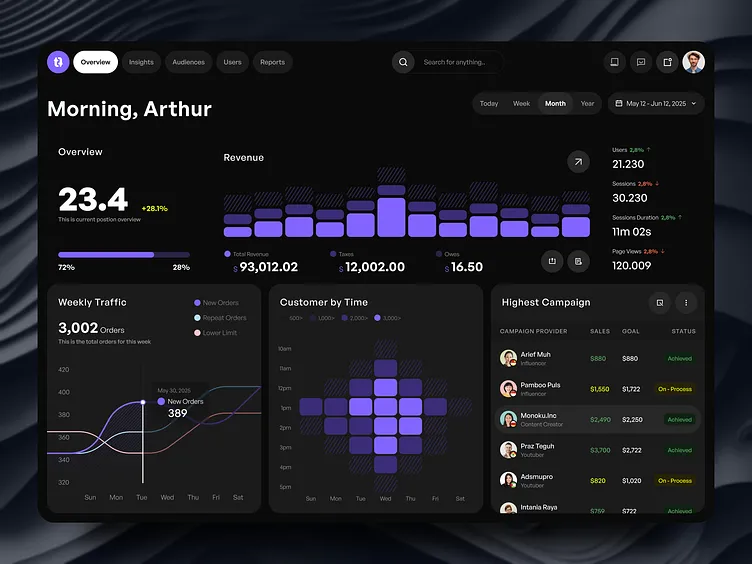 Overview
Insights
Audiences
Users
Reports
Search for anything..
Morning, Arthur
Today
Week
Month
Year
May 12 - Jun 12, 2025
Overview
23.4
+28.1%
This is current postion overview
72%
28%
Revenue
Total Revenue
$ 93,012.02
Taxes
$ 12,002.00
Owes
$ 16.50
Users 2,8% ↑
21.230
Sessions 2,8% ↓
30.230
Sessions Duration 2,8% ↑
11m 02s
Page Views 2,8% ↓
120.009
Weekly Traffic
3,002 Orders
This is the total orders for this week
New Orders
Repeat Orders
Lower Limit
420
400
380
360
340
320
May 30, 2025
New Orders
389
Sun Mon Tue Wed Thu Fri Sat
Customer by Time
500> 1,000> 2,000> 3,000>
10am
11am
12pm
1pm
2pm
3pm
4pm
5pm
Sun Mon Tue Wed Thu Fri Sat
Highest Campaign
CAMPAIGN PROVIDER SALES GOAL STATUS
Arief Muh
Influencer
$880 $880 Achieved
Pamboo Puls
Influencer
$1,550 $1,722 On - Process
Monoku.Inc
Content Creator
$2,490 $2,250 Achieved
Praz Teguh
Youtuber
$3,700 $2,722 Achieved
Adsmupro
Youtuber
$820 $1,020 On - Process
Intania Raya
$759 $722 Achieved